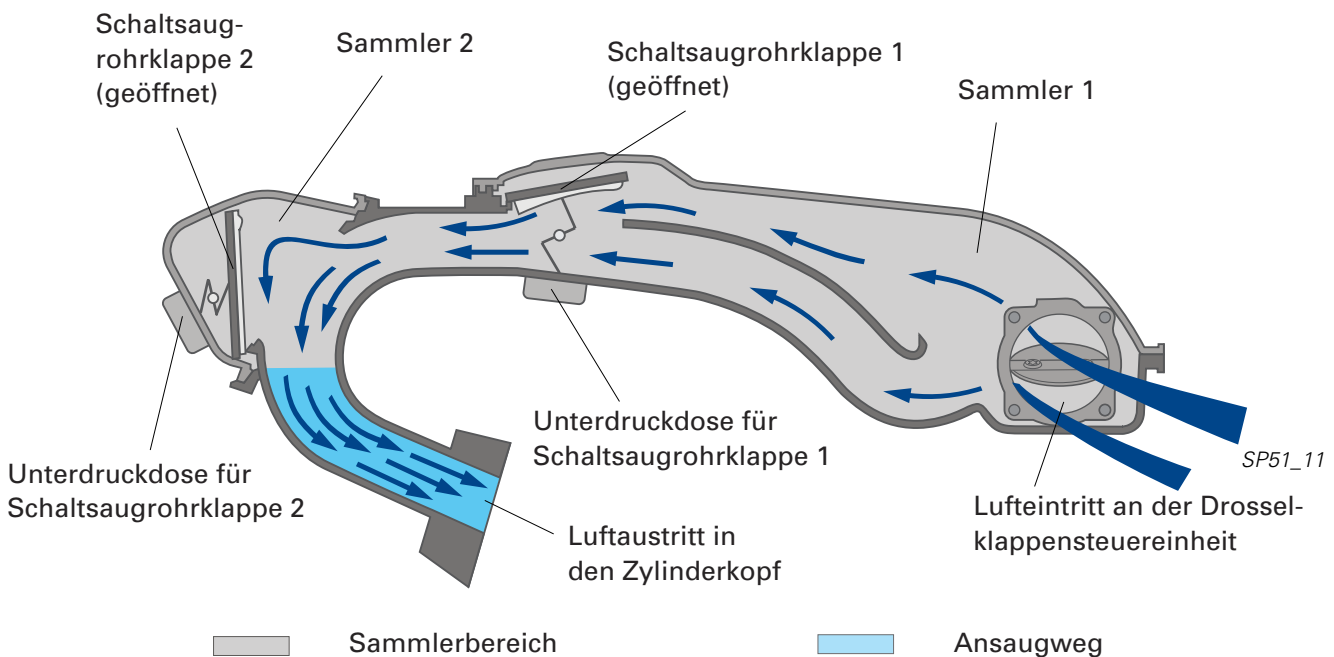 Schaltsaug-
rohrklappe 2
(geöffnet)
Sammler 2
Schaltsaugrohrklappe 1
(geöffnet)
Sammler 1
Unterdruckdose für
Schaltsaugrohrklappe 2
Unterdruckdose für
Schaltsaugrohrklappe 1
Luftaustritt in
den Zylinderkopf
SP51_11
Lufteintritt an der Drossel-
klappensteuereinheit
Sammlerbereich
Ansaugweg